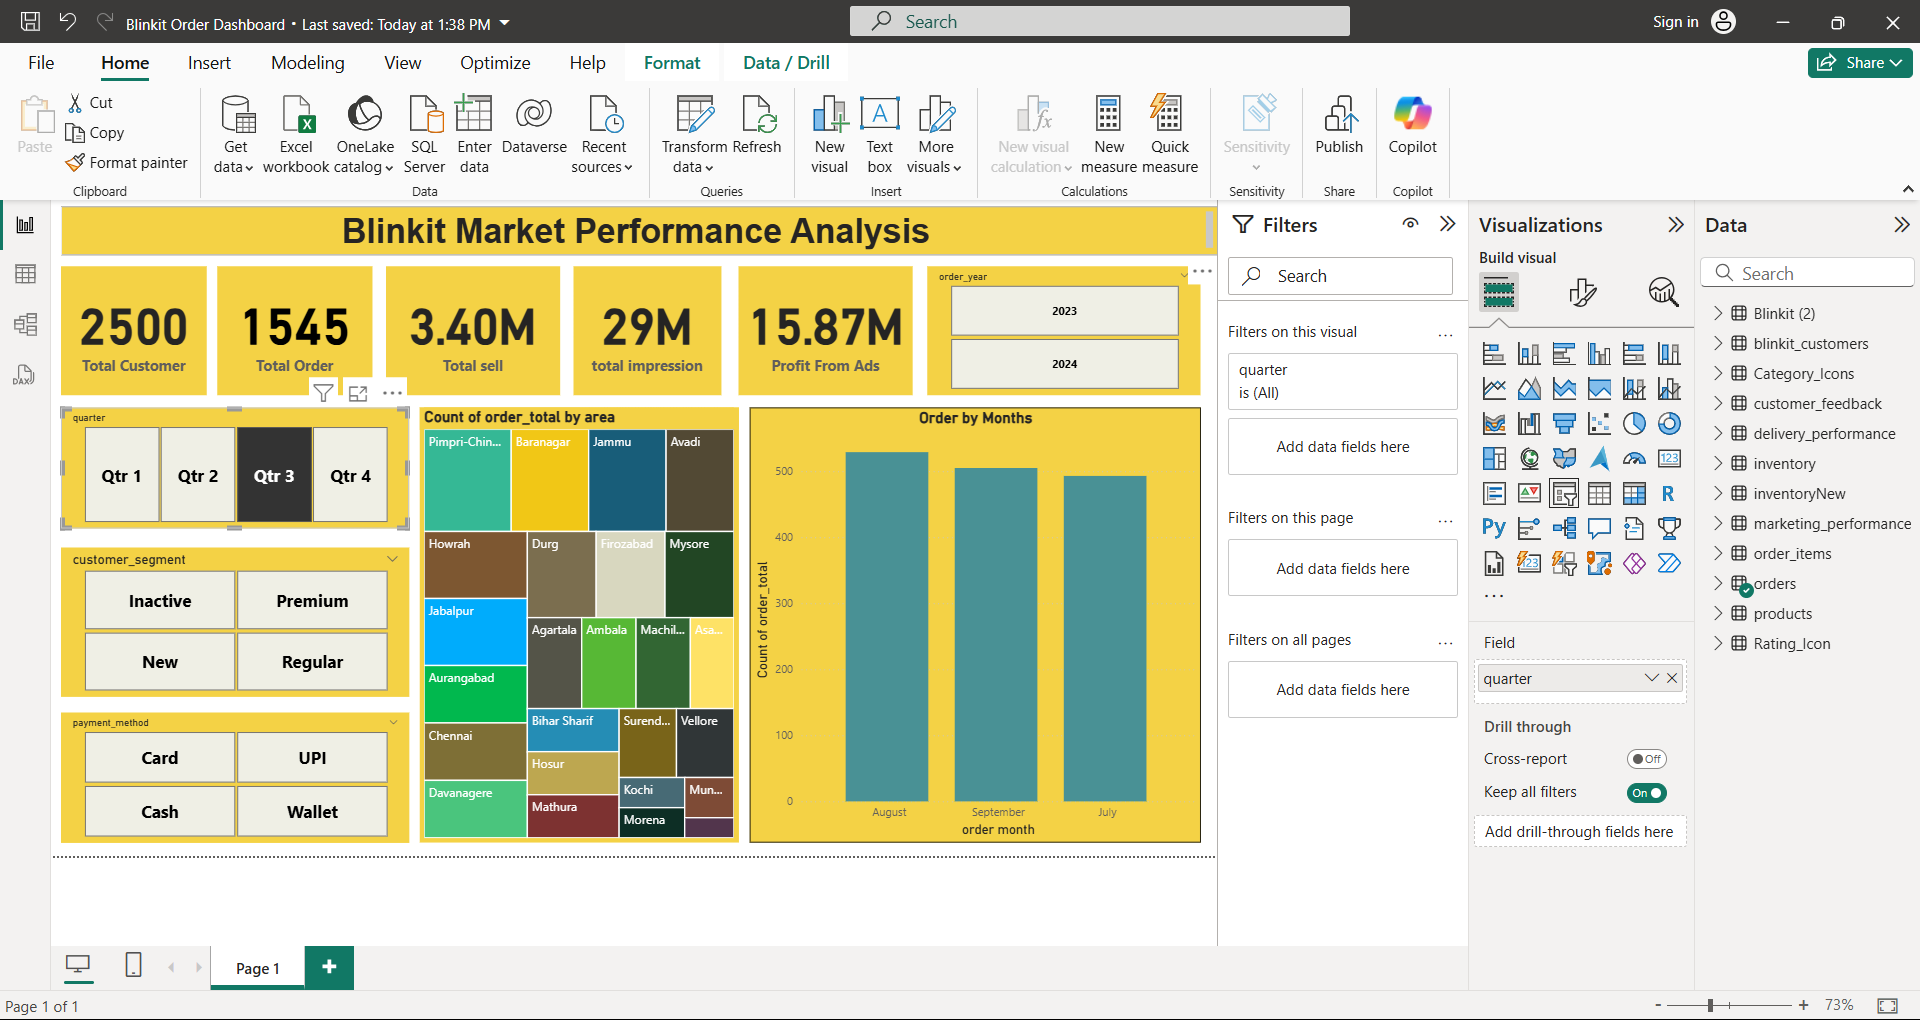 Blinkit Order Dashboard • Last saved: Today at 1:38 PM
Search
Sign in
File
Home
Insert
Modeling
View
Optimize
Help
Format
Data / Drill
Share
Paste
Cut
Copy
Format painter
Clipboard
Get data
Excel workbook
OneLake catalog
SQL Server
Enter data
Dataverse
Recent sources
Data
Transform data
Refresh
Queries
New visual
Text box
More visuals
Insert
New visual calculation
New measure
Quick measure
Calculations
Sensitivity
Sensitivity
Publish
Share
Copilot
Copilot
Blinkit Market Performance Analysis
2500
Total Customer
1545
Total Order
3.40M
Total sell
29M
total impression
15.87M
Profit From Ads
order_year
2023
2024
quarter
Qtr 1
Qtr 2
Qtr 3
Qtr 4
customer_segment
Inactive
Premium
New
Regular
payment_method
Card
UPI
Cash
Wallet
Count of order_total by area
Pimpri-Chin...
Baranagar
Jammu
Avadi
Howrah
Durg
Firozabad
Mysore
Jabalpur
Agartala
Ambala
Machil...
Asa...
Aurangabad
Bihar Sharif
Surend...
Vellore
Chennai
Hosur
Kochi
Mun...
Davanagere
Mathura
Morena
Order by Months
Count of order_total
500
400
300
200
100
0
August
September
July
order month
Filters
Search
Filters on this visual
quarter
is (All)
Add data fields here
Filters on this page
Add data fields here
Filters on all pages
Add data fields here
Visualizations
Build visual
123
R
Py
123
Field
quarter
Drill through
Cross-report
Off
Keep all filters
On
Add drill-through fields here
Data
Search
Blinkit (2)
blinkit_customers
Category_Icons
customer_feedback
delivery_performance
inventory
inventoryNew
marketing_performance
order_items
orders
products
Rating_Icon
DAX
Page 1
Page 1 of 1
73%